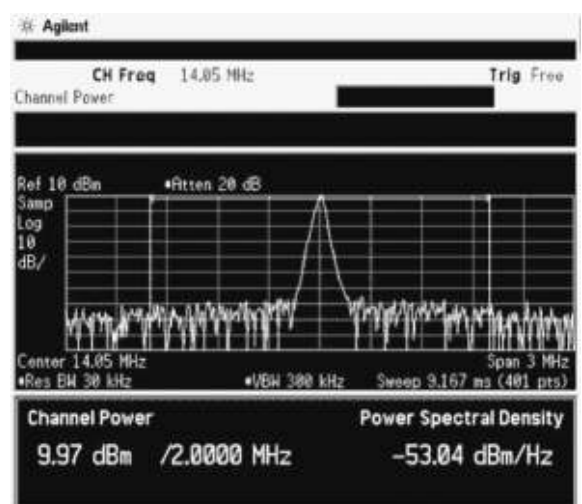 Agilent
CH Freq 14.05 MHz Trig Free
Channel Power
Ref 10 dBm •Atten 20 dB
Samp
Log
10
dB/
Center 14.05 MHz Span 3 MHz
•Res BW 30 kHz •VBW 300 kHz Sweep 9.167 ms (401 pts)
Channel Power Power Spectral Density
9.97 dBm /2.0000 MHz -53.04 dBm/Hz